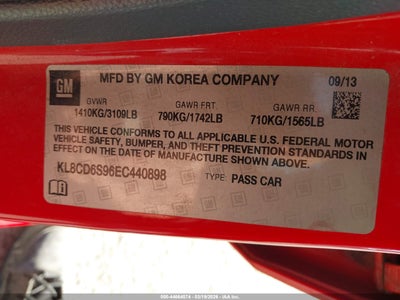 GM
MFD BY GM KOREA COMPANY
09/13
GVWR
GAWR FRT.
GAWR RR.
1410KG/3109LB
790KG/1742LB
710KG/1565LB
THIS VEHICLE CONFORMS TO ALL APPLICABLE U.S. FEDERAL MOTOR
VEHICLE SAFETY, BUMPER, AND THEFT PREVENTION STANDARDS IN
EFFECT ON THE DATE OF MANUFACTURE SHOWN ABOVE.
KL8CD6S96EC440898
TYPE: PASS CAR